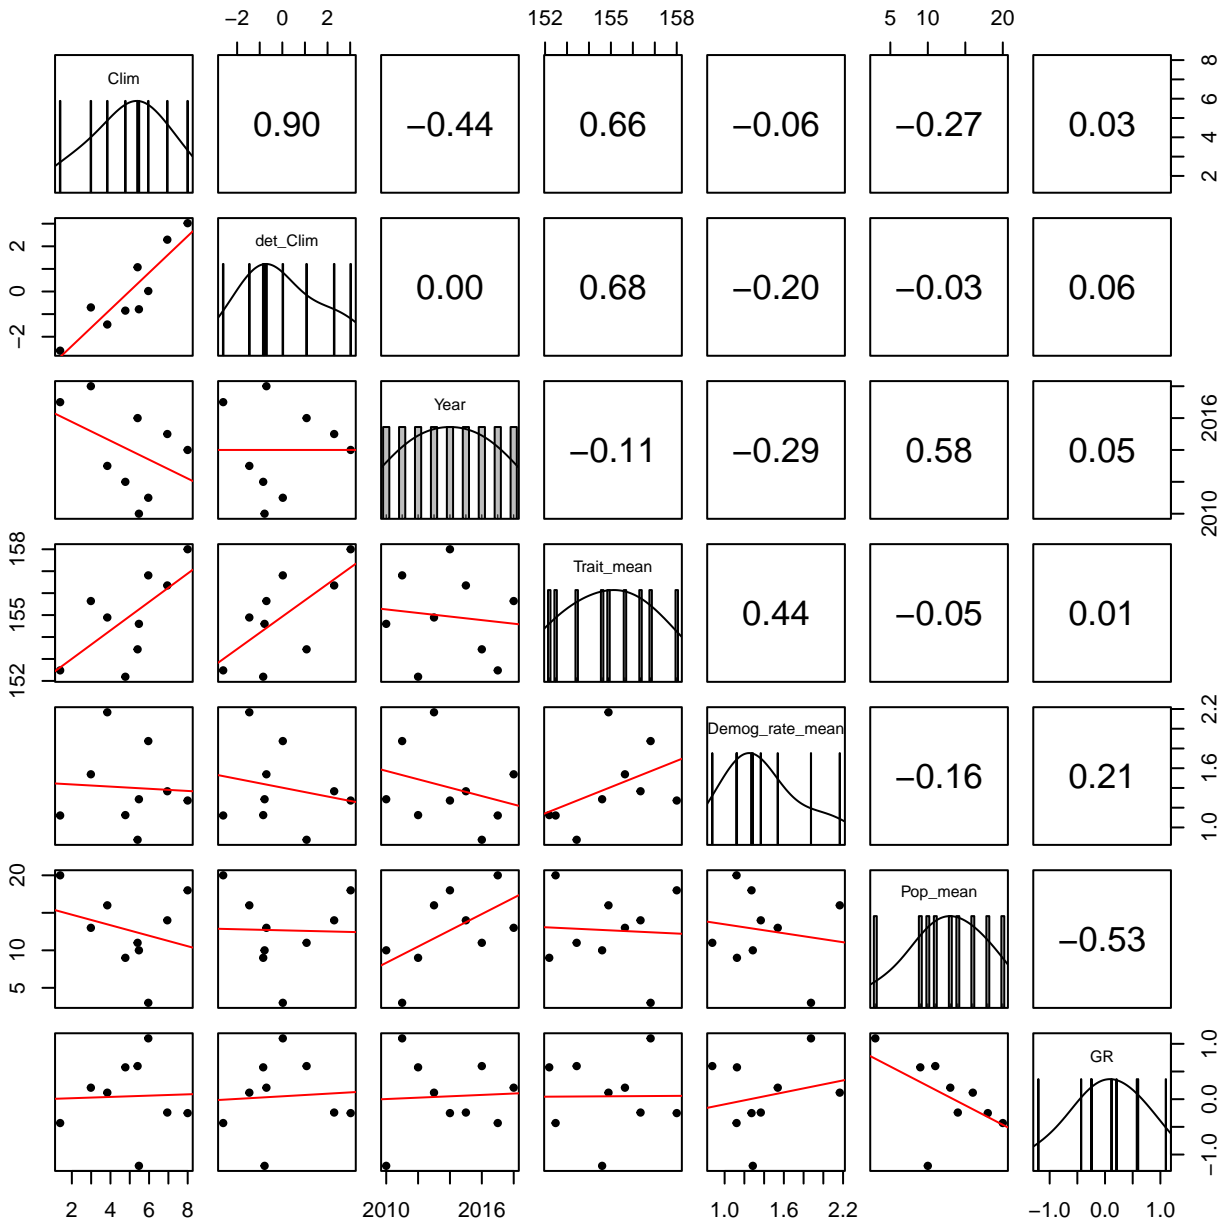 −2 0 2 152 155 158 5 10 20
Clim 0.90 −0.44 0.66 −0.06 −0.27 0.03 2 4 6 8
−2 0 2 det_Clim 0.00 0.68 −0.20 −0.03 0.06
Year −0.11 −0.29 0.58 0.05 2010 2016
152 155 158 Trait_mean 0.44 −0.05 0.01
Demog_rate_mean −0.16 0.21 1.0 1.6 2.2
5 10 20 Pop_mean −0.53
GR −1.0 0.0 1.0
2 4 6 8 2010 2016 1.0 1.6 2.2 −1.0 0.0 1.0